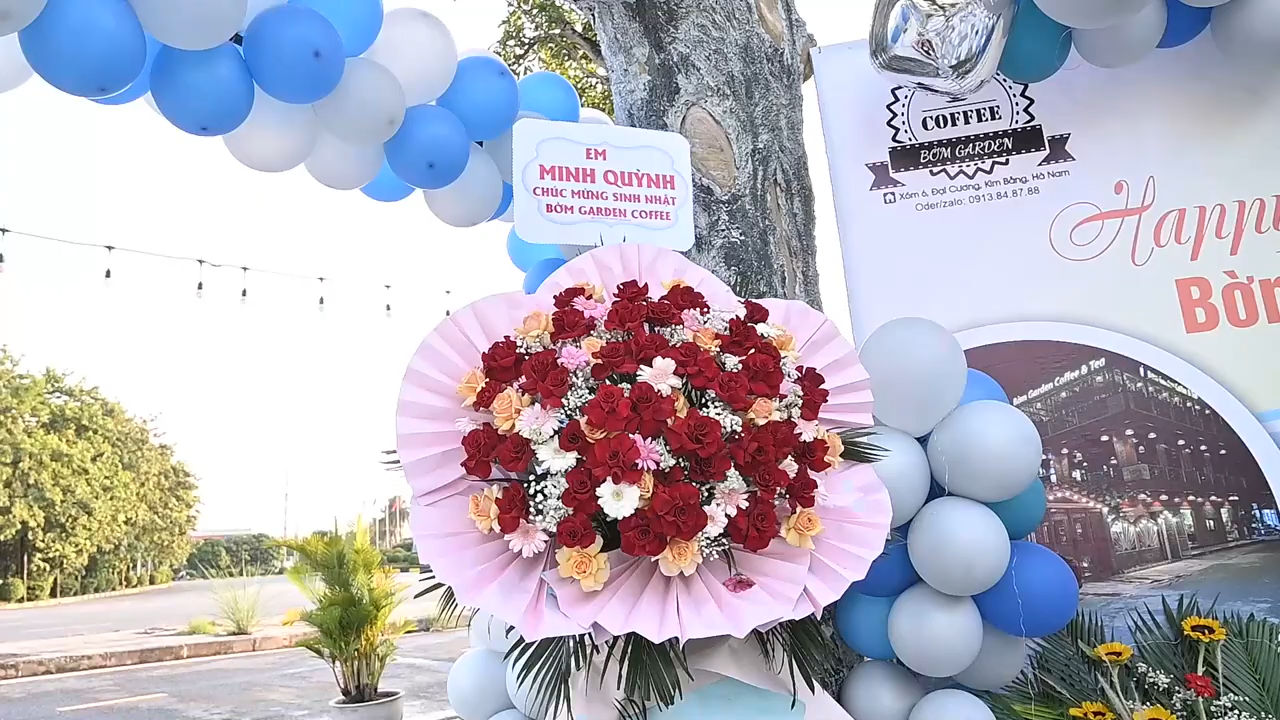 EM
MINH QUỲNH
CHÚC MỪNG SINH NHẬT
BỜM GARDEN COFFEE
COFFEE
BỜM GARDEN
Xóm 6, Đại Cương, Kim Bảng, Hà Nam
Oder/zalo: 0913.84.87.88
Happy
Bờm
Bờm Garden Coffee & Tea